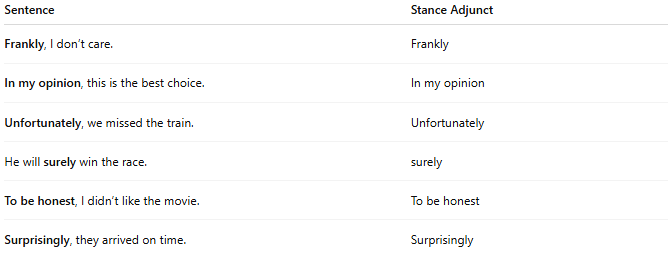 Sentence Stance Adjunct
Frankly, I don’t care. Frankly
In my opinion, this is the best choice. In my opinion
Unfortunately, we missed the train. Unfortunately
He will surely win the race. surely
To be honest, I didn’t like the movie. To be honest
Surprisingly, they arrived on time. Surprisingly